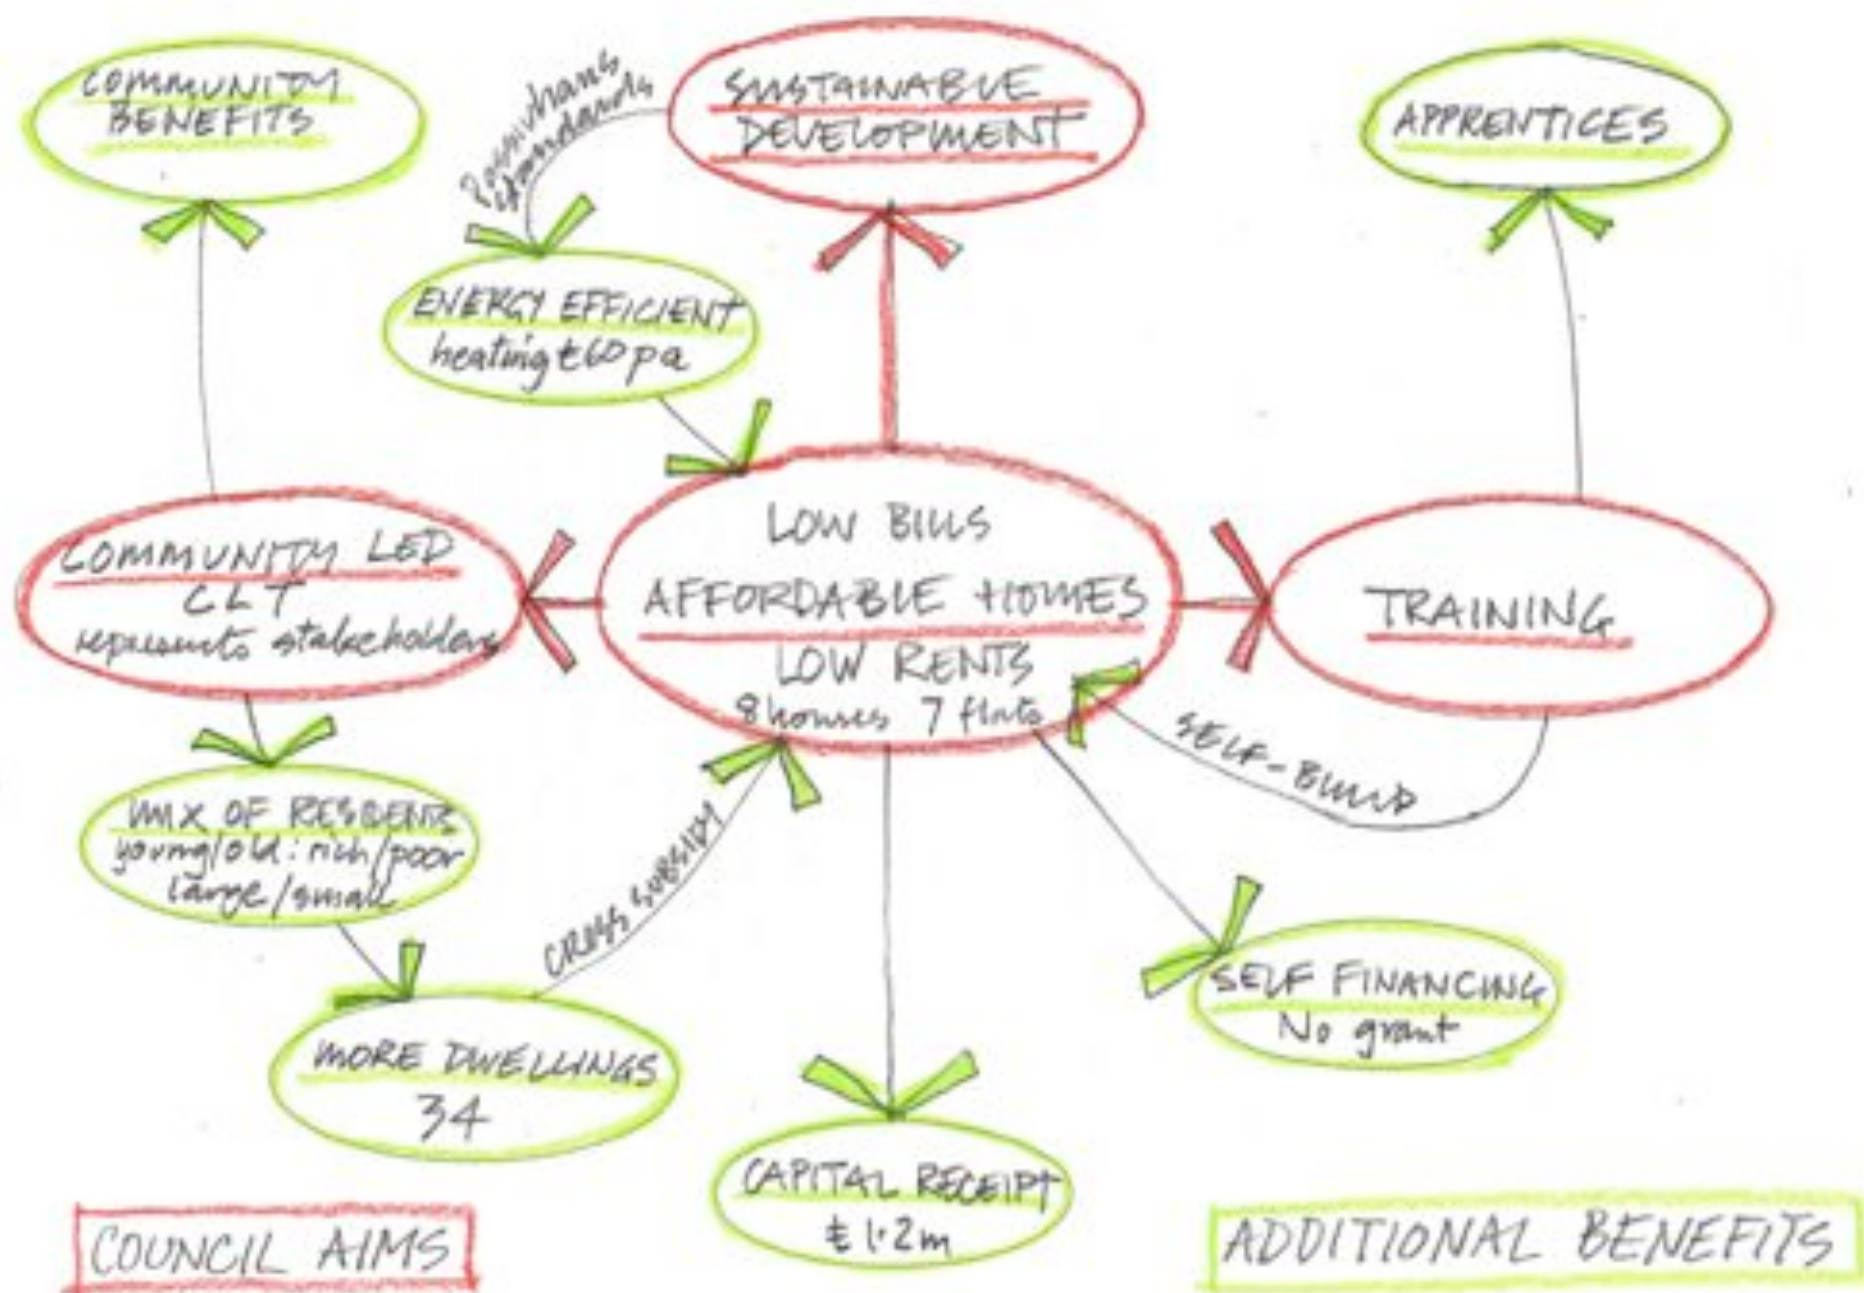 COMMUNITY
BENEFITS
Passivhaus
standards
SUSTAINABLE
DEVELOPMENT
APPRENTICES
ENERGY EFFICIENT
heating £60 pa
COMMUNITY LED
CLT
represents stakeholders
LOW BILLS
AFFORDABLE HOMES
LOW RENTS
8 houses 7 flats
TRAINING
SELF-BUILD
MIX OF RESIDENTS
young/old: rich/poor
large/small
CROSS SUBSIDY
SELF FINANCING
No grant
MORE DWELLINGS
34
CAPITAL RECEIPT
£1.2m
COUNCIL AIMS
ADDITIONAL BENEFITS